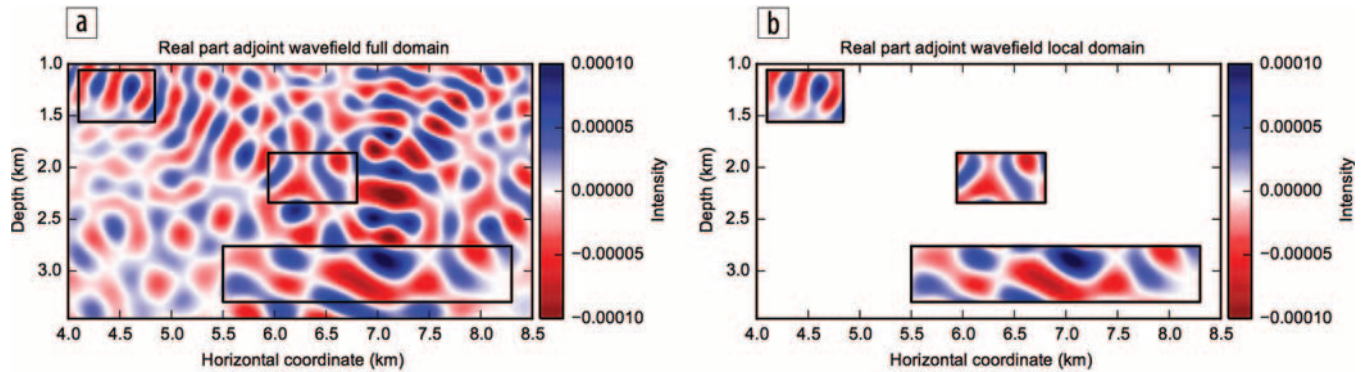 a
Real part adjoint wavefield full domain
1.0
1.5
2.0
2.5
3.0
Depth (km)
4.0 4.5 5.0 5.5 6.0 6.5 7.0 7.5 8.0 8.5
Horizontal coordinate (km)
0.00010
0.00005
0.00000
−0.00005
−0.00010
Intensity
b
Real part adjoint wavefield local domain
1.0
1.5
2.0
2.5
3.0
Depth (km)
4.0 4.5 5.0 5.5 6.0 6.5 7.0 7.5 8.0 8.5
Horizontal coordinate (km)
0.00010
0.00005
0.00000
−0.00005
−0.00010
Intensity